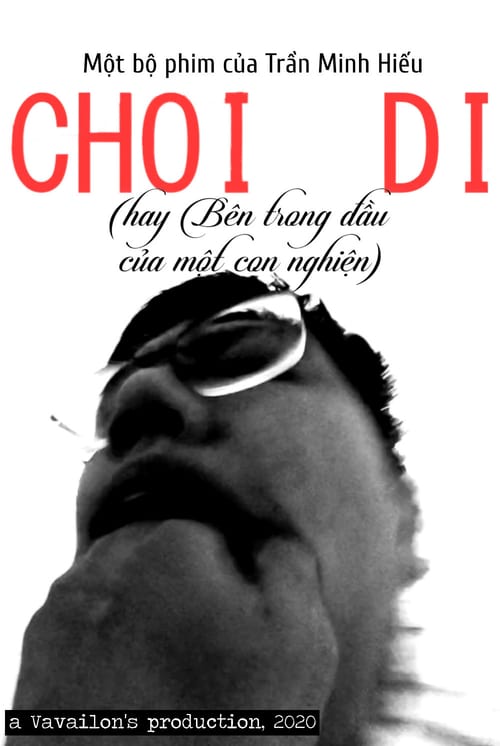 Một bộ phim của Trần Minh Hiếu
CHOI DI
(hay (Bên trong đầu
của một con nghiện)
a Vavailon's production, 2020